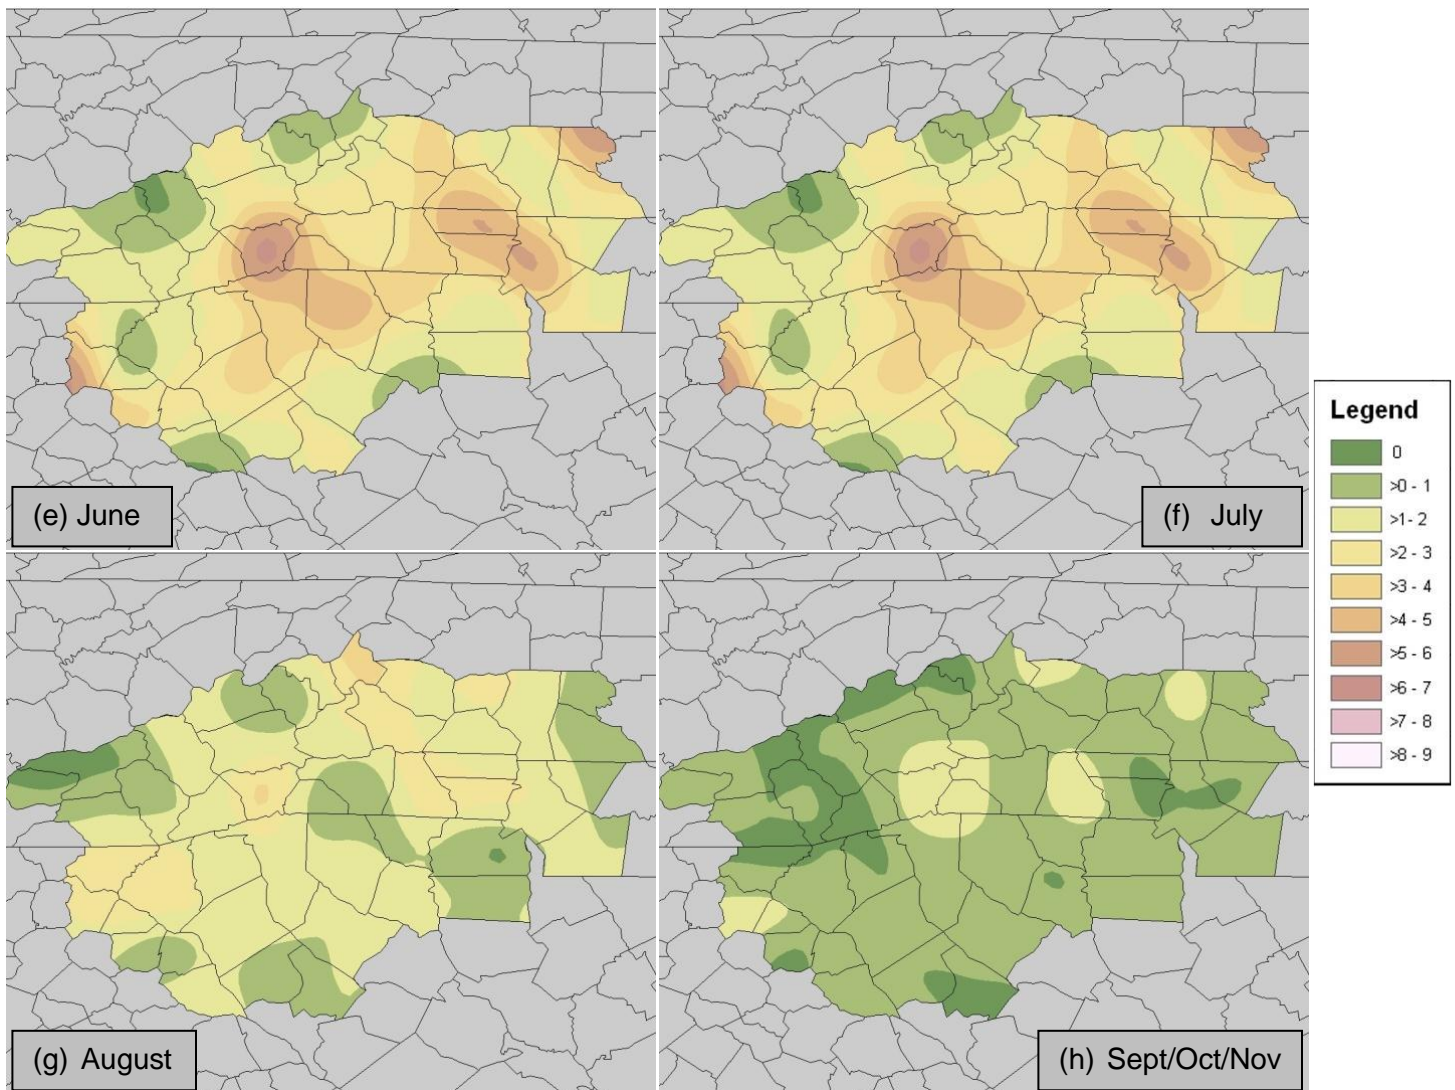 (e) June
(f) July
Legend
0
>0 - 1
>1 - 2
>2 - 3
>3 - 4
>4 - 5
>5 - 6
>6 - 7
>7 - 8
>8 - 9
(g) August
(h) Sept/Oct/Nov